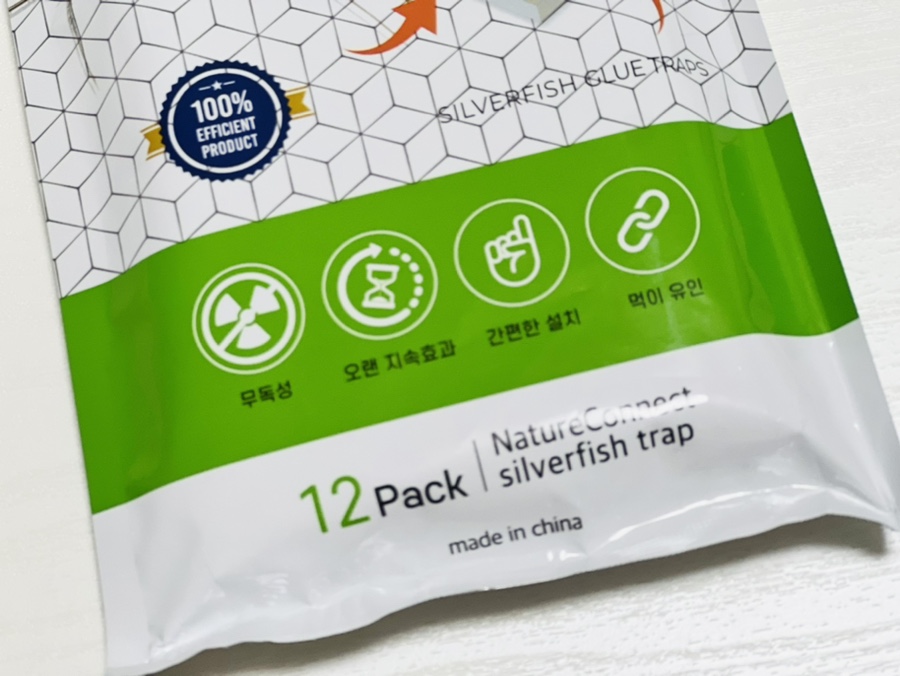 100%
EFFICIENT
PRODUCT
SILVERFISH GLUE TRAPS
무독성
오랜 지속효과
간편한 설치
먹이 유인
12 Pack
NatureConnect
silverfish trap
made in china